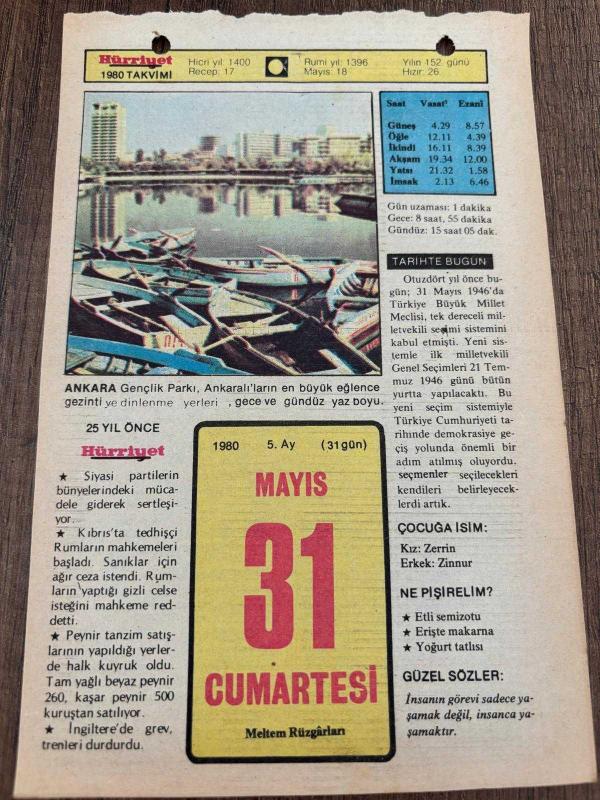 Hürriyet
1980 TAKVİMİ
Hicri yıl: 1400
Recep: 17
Rumi yıl: 1396
Mayıs: 18
Yılın 152. günü
Hızır: 26
Saat Vasatî Ezanî
Güneş 4.29 8.57
Öğle 12.11 4.39
İkindi 16.11 8.39
Akşam 19.34 12.00
Yatsı 21.32 1.58
İmsak 2.13 6.46
Gün uzaması: 1 dakika
Gece: 8 saat, 55 dakika
Gündüz: 15 saat 05 dak.
ANKARA Gençlik Parkı, Ankaralı'ların en büyük eğlence
gezinti ye dinlenme yerleri , gece ve gündüz yaz boyu.
TARİHTE BUGÜN
Otuzdört yıl önce bu-
gün; 31 Mayıs 1946'da
Türkiye Büyük Millet
Meclisi, tek dereceli mil-
letvekili seçimi sistemini
kabul etmişti. Yeni sis-
temle ilk milletvekili
Genel Seçimleri 21 Tem-
muz 1946 günü bütün
yurtta yapılacaktı. Bu
yeni seçim sistemiyle
Türkiye Cumhuriyeti ta-
rihinde demokrasiye ge-
çiş yolunda önemli bir
adım atılmış oluyordu.
seçmenler seçilecekleri
kendileri belirleyecek-
lerdi artık.
25 YIL ÖNCE
Hürriyet
★ Siyasi partilerin
bünyelerindeki müca-
dele giderek sertleşi-
yor.
★ Kıbrıs'ta tedhişçi
Rumların mahkemeleri
başladı. Sanıklar için
ağır ceza istendi. Rum-
ların yaptığı gizli celse
isteğini mahkeme red-
detti.
★ Peynir tanzim satış-
larının yapıldığı yerler-
de halk kuyruk oldu.
Tam yağlı beyaz peynir
260, kaşar peynir 500
kuruştan satılıyor.
★ İngiltere'de grev,
trenleri durdurdu.
1980 5. Ay (31 gün)
MAYIS
31
CUMARTESİ
Meltem Rüzgârları
ÇOCUĞA İSİM:
Kız: Zerrin
Erkek: Zinnur
NE PİŞİRELİM?
★ Etli semizotu
★ Erişte makarna
★ Yoğurt tatlısı
GÜZEL SÖZLER:
İnsanın görevi sadece ya-
şamak değil, insanca ya-
şamaktır.